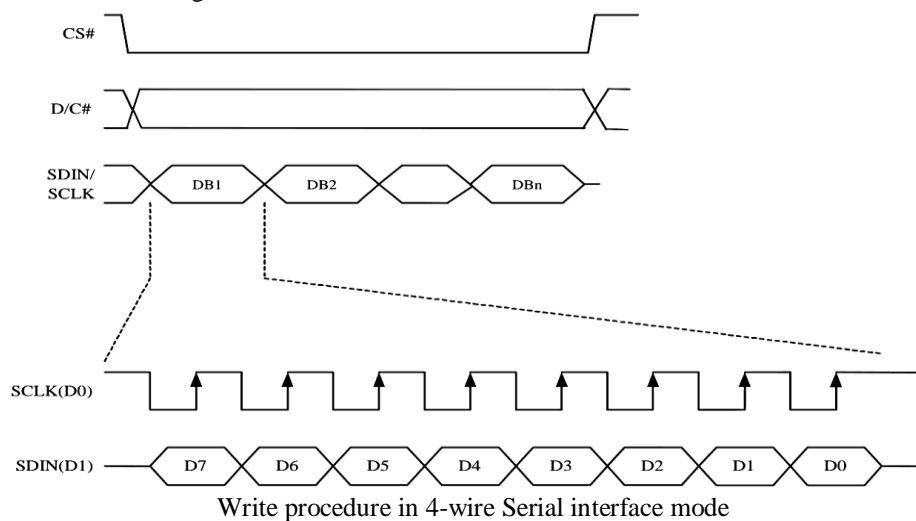 CS#
D/C#
SDIN/
SCLK
DB1 DB2 DBn
SCLK(D0)
SDIN(D1)
D7 D6 D5 D4 D3 D2 D1 D0
Write procedure in 4-wire Serial interface mode